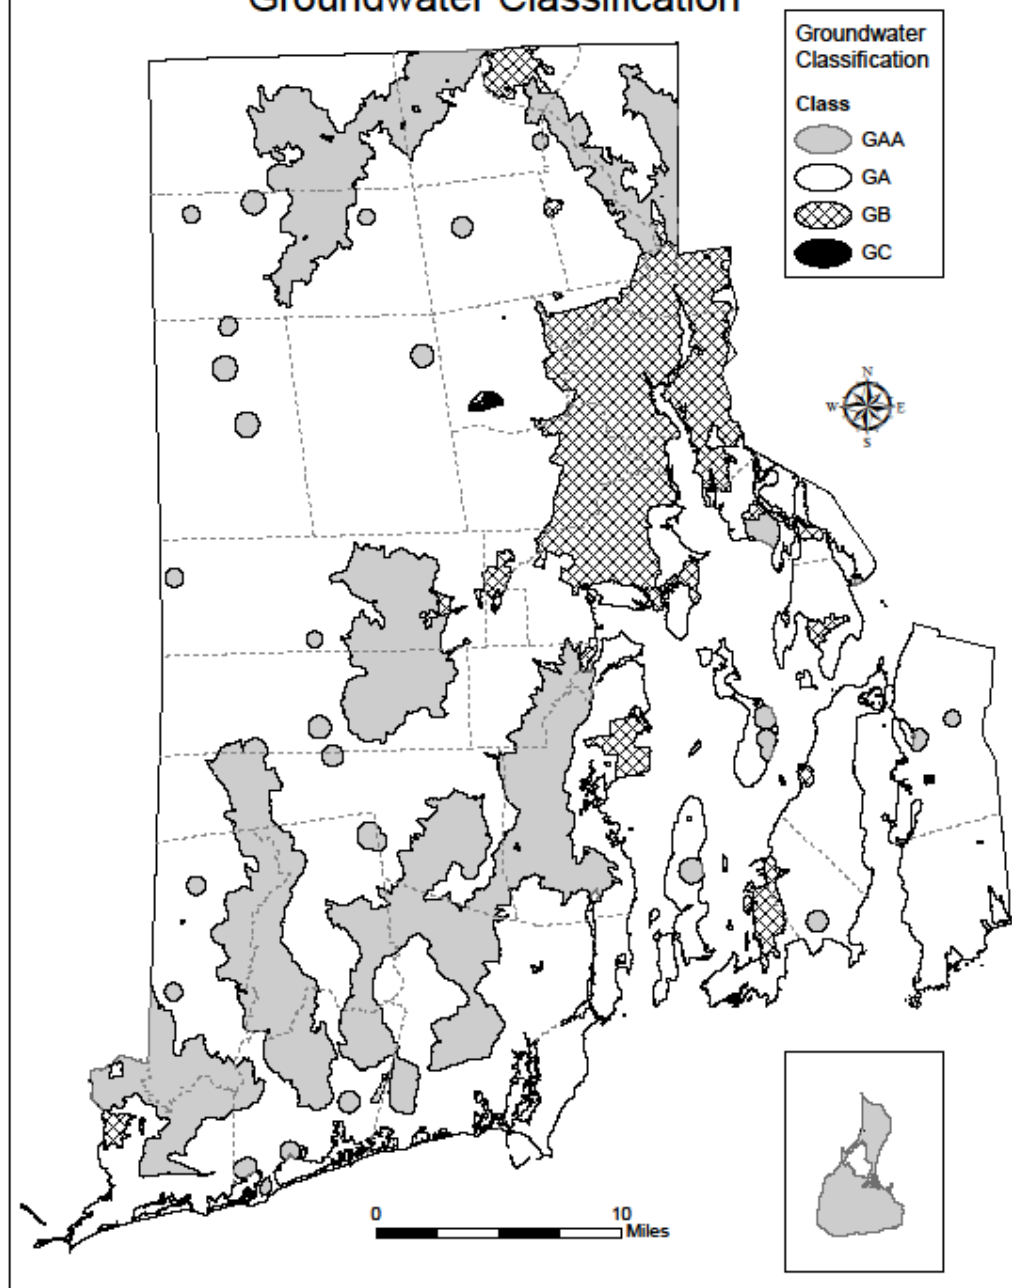 Groundwater Classification
Groundwater
Classification
Class
GAA
GA
GB
GC
N
W E
S
0 10
Miles